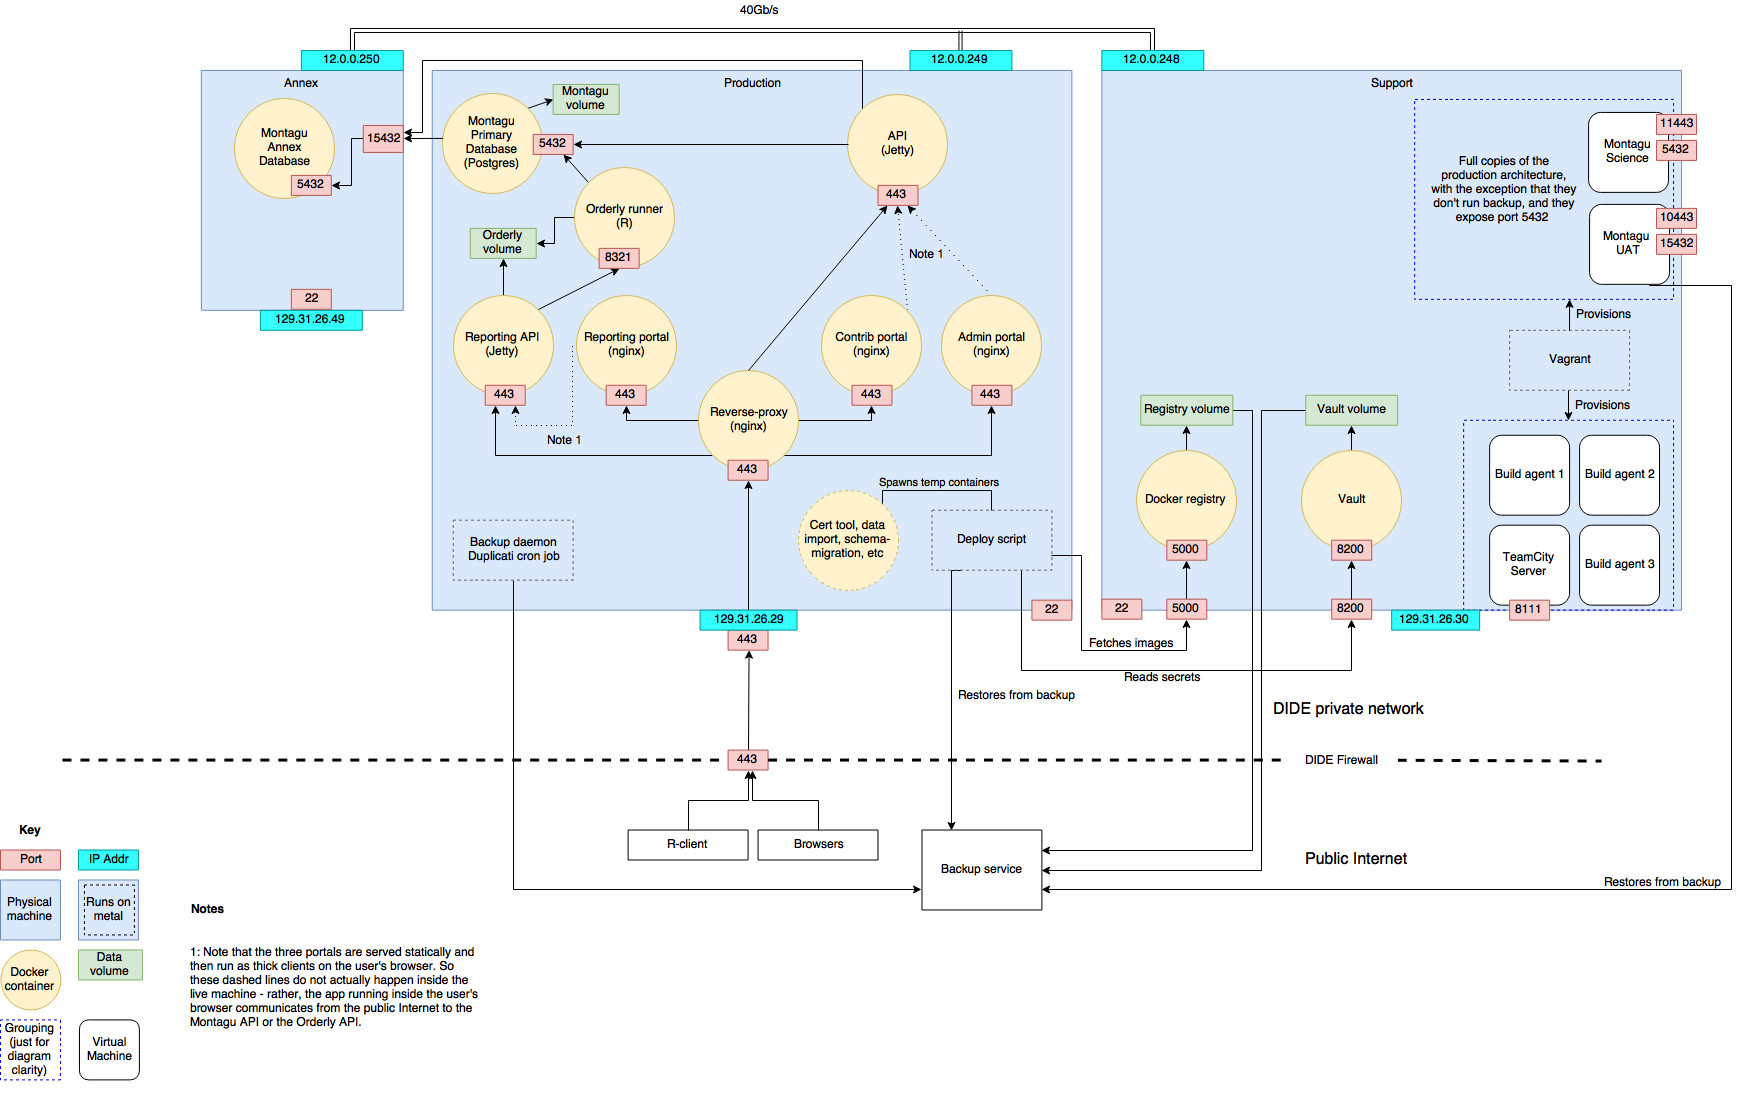 40Gb/s
12.0.0.250
12.0.0.249
12.0.0.248
Annex
Production
Support
Montagu
Annex
Database
5432
15432
22
129.31.26.49
Montagu
Primary
Database
(Postgres)
5432
Montagu
volume
API
(Jetty)
443
Orderly runner
(R)
8321
Orderly
volume
Note 1
Reporting API
(Jetty)
443
Reporting portal
(nginx)
443
Contrib portal
(nginx)
443
Admin portal
(nginx)
443
Note 1
Reverse-proxy
(nginx)
443
Spawns temp containers
Cert tool, data
import, schema-
migration, etc
Deploy script
Backup daemon
Duplicati cron job
22
129.31.26.29
443
Full copies of the
production architecture,
with the exception that they
don't run backup, and they
expose port 5432
Montagu
Science
11443
5432
Montagu
UAT
10443
15432
Provisions
Vagrant
Provisions
Registry volume
Vault volume
Docker registry
5000
Vault
8200
Build agent 1
Build agent 2
TeamCity
Server
Build agent 3
22
5000
8200
129.31.26.30
8111
Fetches images
Reads secrets
Restores from backup
DIDE private network
443
DIDE Firewall
R-client
Browsers
Backup service
Public Internet
Restores from backup
Key
Port
IP Addr
Physical
machine
Runs on
metal
Docker
container
Data
volume
Grouping
(just for
diagram
clarity)
Virtual
Machine
Notes
1: Note that the three portals are served statically and
then run as thick clients on the user's browser. So
these dashed lines do not actually happen inside the
live machine - rather, the app running inside the user's
browser communicates from the public Internet to the
Montagu API or the Orderly API.